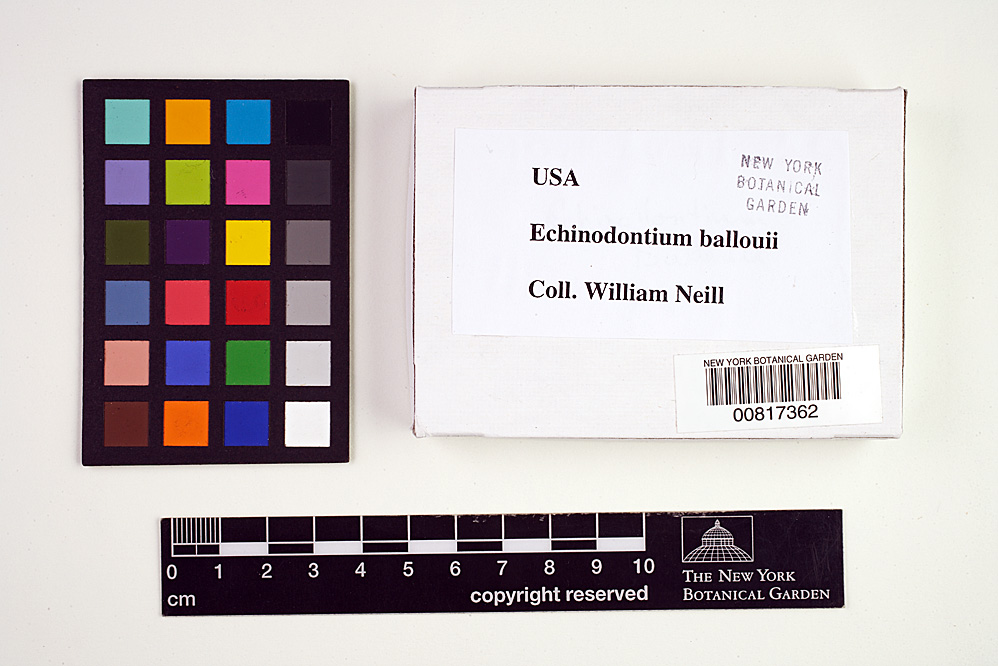 USA
NEW YORK
BOTANICAL
GARDEN
Echinodontium ballouii
Coll. William Neill
NEW YORK BOTANICAL GARDEN
00817362
0 1 2 3 4 5 6 7 8 9 10
cm
copyright reserved
THE NEW YORK
BOTANICAL GARDEN